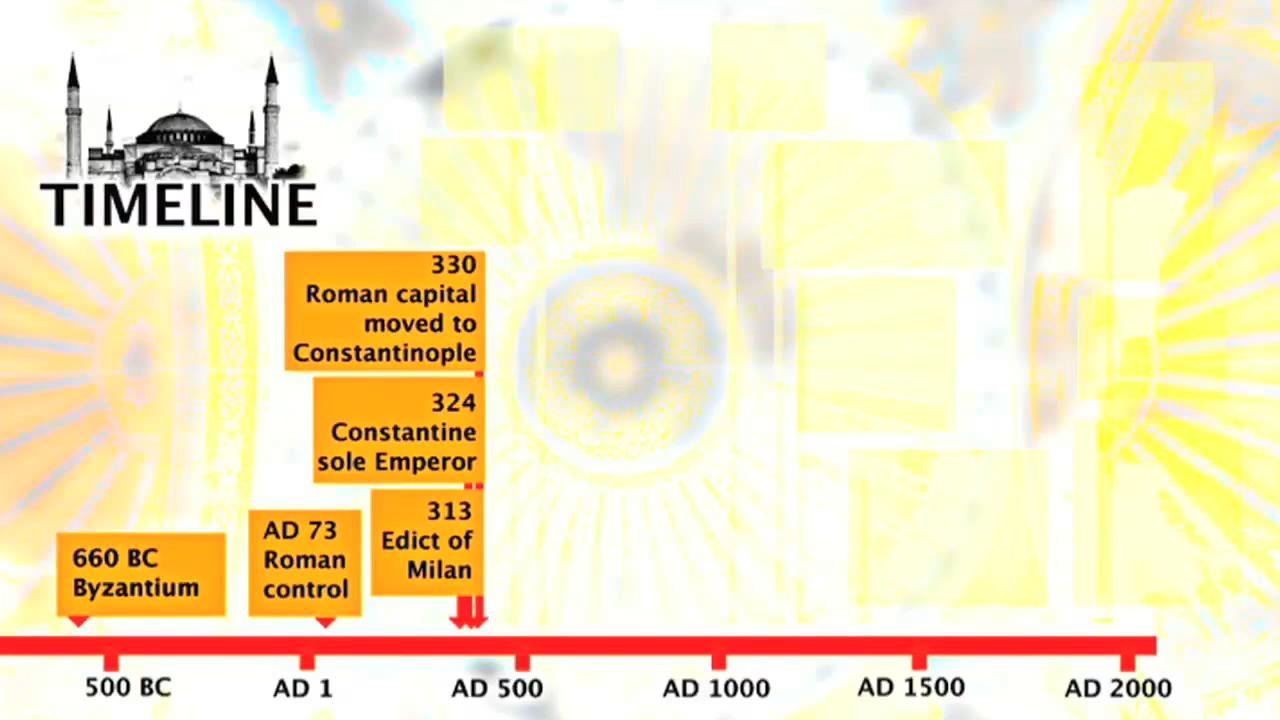 TIMELINE
330
Roman capital
moved to
Constantinople
324
Constantine
sole Emperor
313
Edict of
Milan
AD 73
Roman
control
660 BC
Byzantium
500 BC
AD 1
AD 500
AD 1000
AD 1500
AD 2000